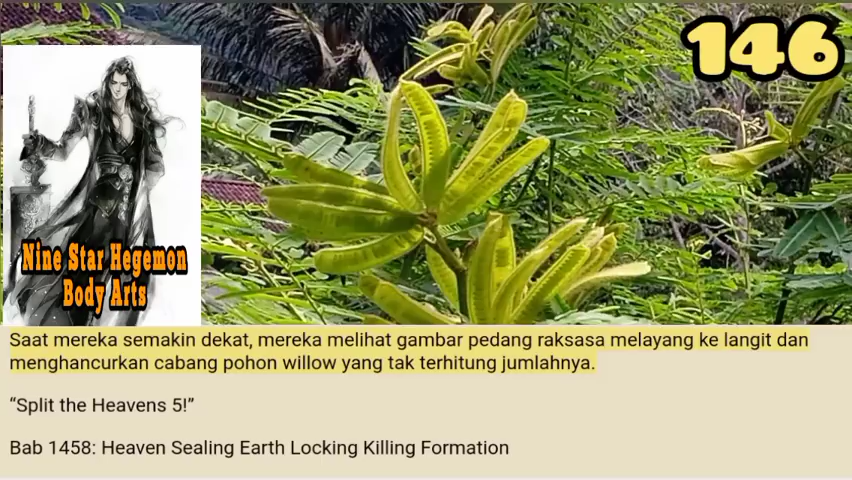 146
Nine Star Hegemon
Body Arts
Saat mereka semakin dekat, mereka melihat gambar pedang raksasa melayang ke langit dan
menghancurkan cabang pohon willow yang tak terhitung jumlahnya.
“Split the Heavens 5!”
Bab 1458: Heaven Sealing Earth Locking Killing Formation